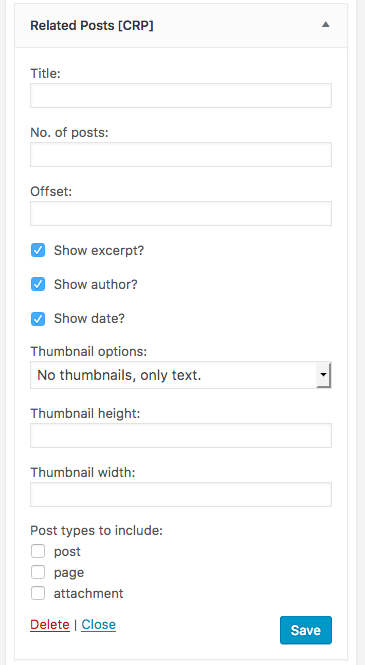 Related Posts [CRP]
Title:
No. of posts:
Offset:
Show excerpt?
Show author?
Show date?
Thumbnail options:
No thumbnails, only text.
Thumbnail height:
Thumbnail width:
Post types to include:
post
page
attachment
Delete | Close
Save